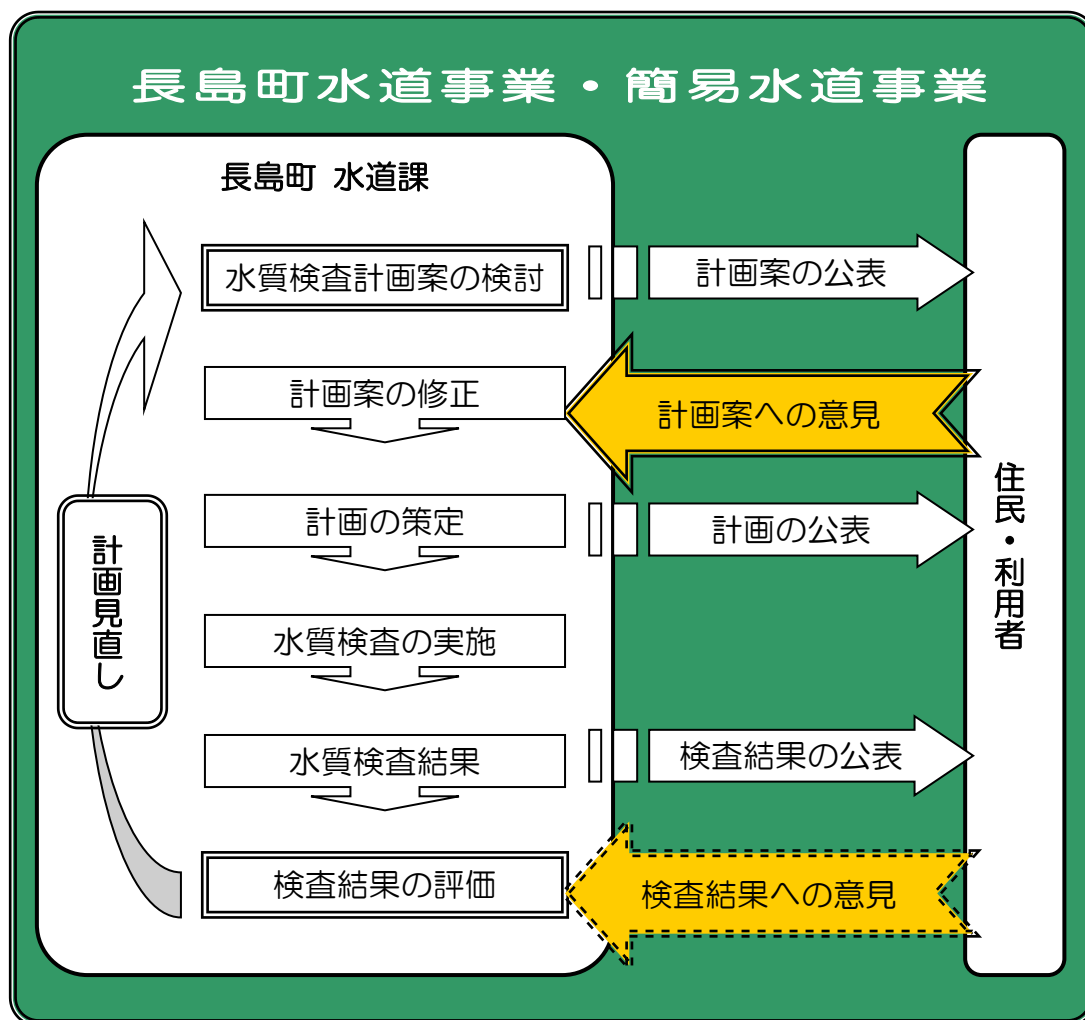 長島町水道事業・簡易水道事業
長島町 水道課
水質検査計画案の検討
計画案の公表
計画案の修正
計画案への意見
計画の策定
計画の公表
水質検査の実施
水質検査結果
検査結果の公表
検査結果の評価
検査結果への意見
計画見直し
住民・利用者